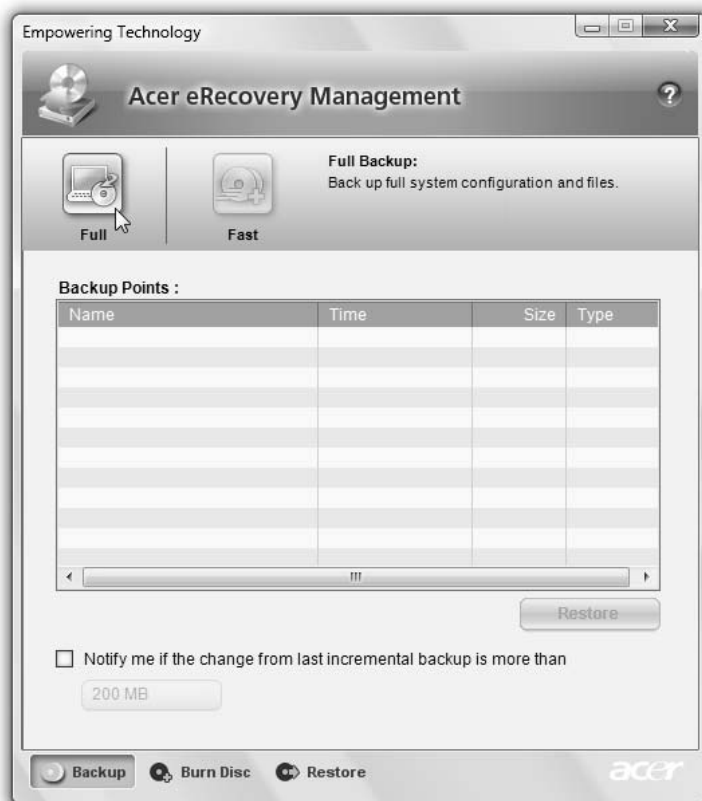 Empowering Technology
Acer eRecovery Management
?
Full Backup:
Back up full system configuration and files.
Full
Fast
Backup Points :
Name Time Size Type
Restore
Notify me if the change from last incremental backup is more than
200 MB
Backup Burn Disc Restore
acer